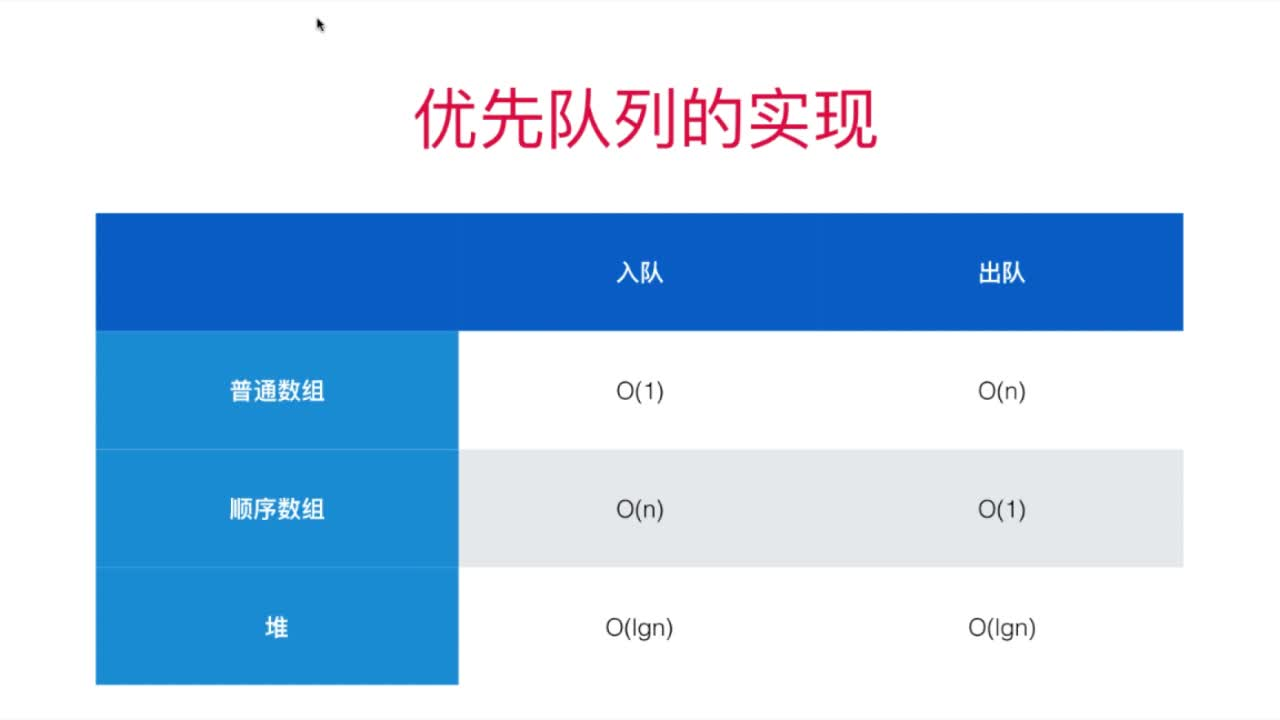 优先队列的实现
入队 出队
普通数组 O(1) O(n)
顺序数组 O(n) O(1)
堆 O(lgn) O(lgn)